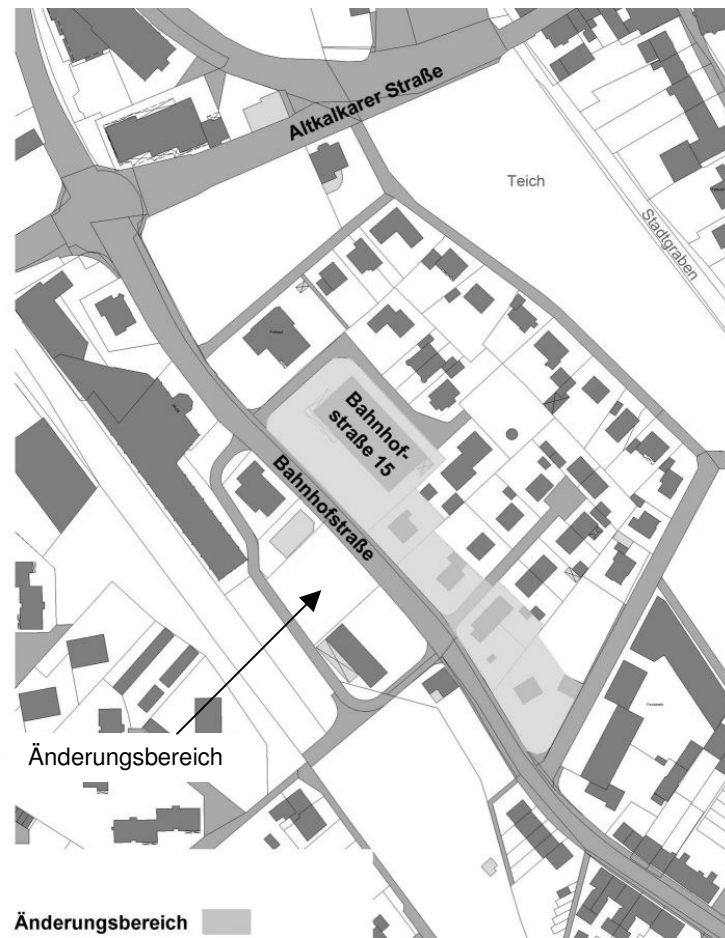 Altkalkarer Straße
Teich
Stadtgraben
Bahnhof-
straße 15
Bahnhofstraße
Änderungsbereich
Änderungsbereich